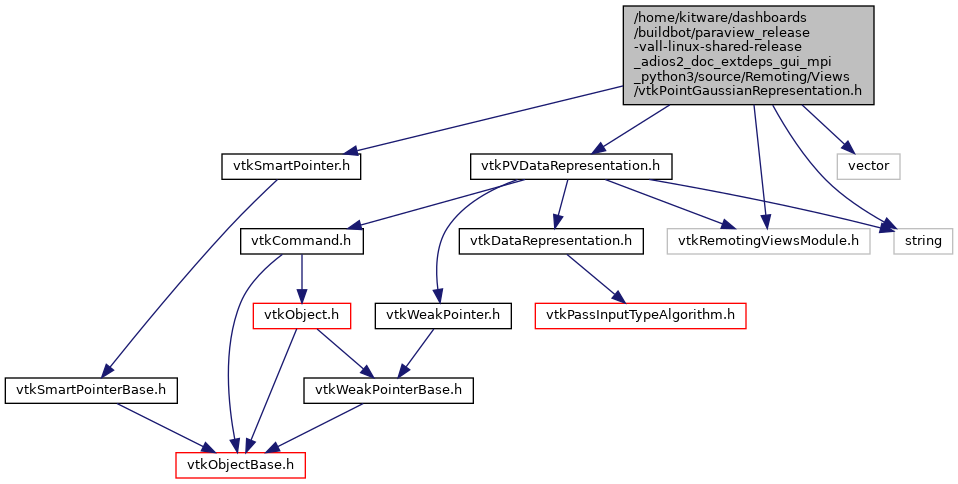 /home/kitware/dashboards
/buildbot/paraview_release
-vall-linux-shared-release
_adios2_doc_extdeps_gui_mpi
_python3/source/Remoting/Views
/vtkPointGaussianRepresentation.h
vtkSmartPointer.h
vtkPVDataRepresentation.h
vector
vtkCommand.h
vtkDataRepresentation.h
vtkRemotingViewsModule.h
string
vtkObject.h
vtkWeakPointer.h
vtkPassInputTypeAlgorithm.h
vtkSmartPointerBase.h
vtkWeakPointerBase.h
vtkObjectBase.h